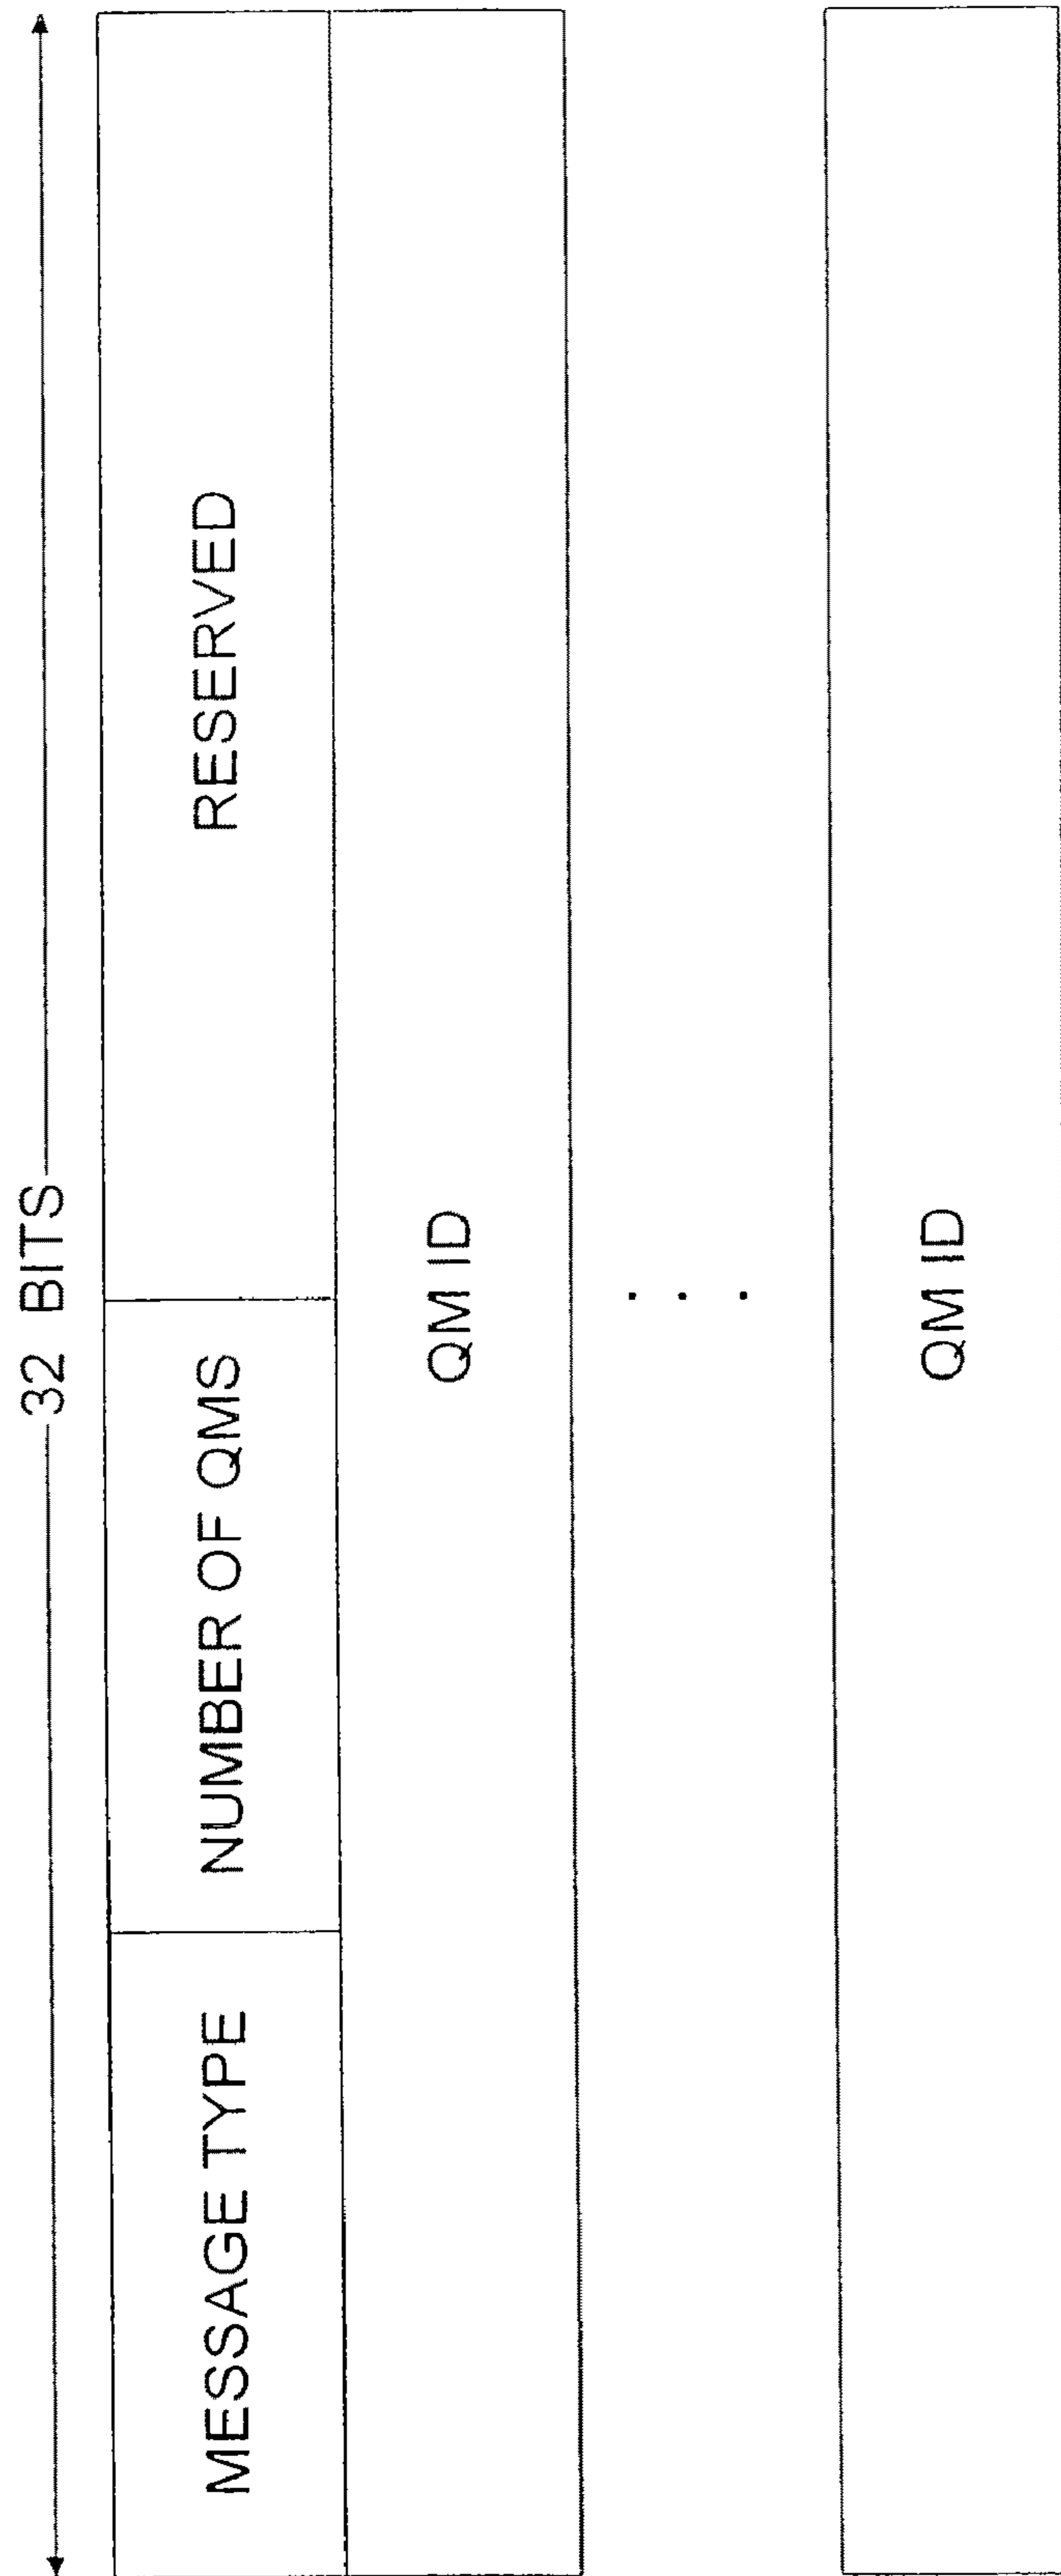 32 BITS
MESSAGE TYPE NUMBER OF QMS RESERVED
QM ID
. . .
QM ID